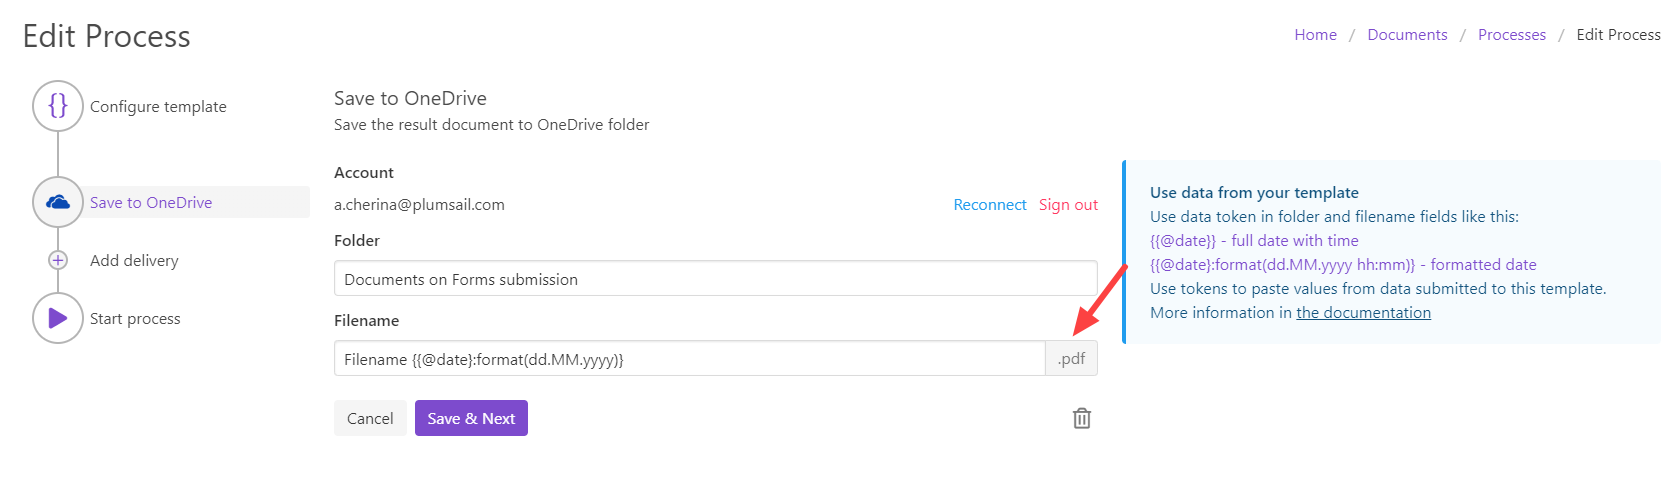 Edit Process
Home / Documents / Processes / Edit Process
{} Configure template
Save to OneDrive
Add delivery
Start process
Save to OneDrive
Save the result document to OneDrive folder
Account
a.cherina@plumsail.com
Reconnect Sign out
Folder
Documents on Forms submission
Filename
Filename {{@date}:format(dd.MM.yyyy)}
.pdf
Cancel Save & Next
Use data from your template
Use data token in folder and filename fields like this:
{{@date}} - full date with time
{{@date}:format(dd.MM.yyyy hh:mm)} - formatted date
Use tokens to paste values from data submitted to this template.
More information in the documentation